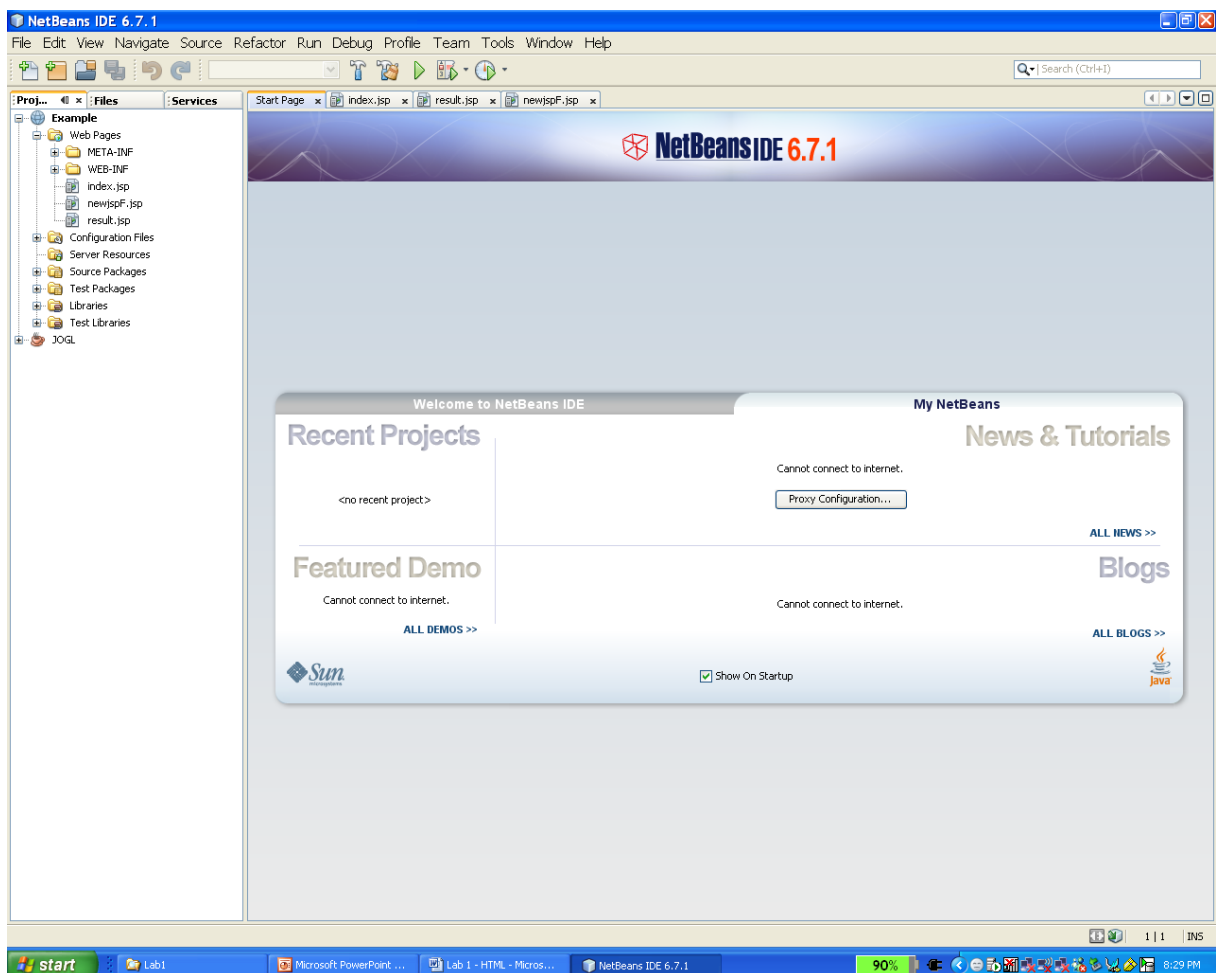 NetBeans IDE 6.7.1
File Edit View Navigate Source Refactor Run Debug Profile Team Tools Window Help
Search (Ctrl+I)
Proj... Files Services
Start Page index.jsp result.jsp newjspF.jsp
Example
Web Pages
META-INF
WEB-INF
index.jsp
newjspF.jsp
result.jsp
Configuration Files
Server Resources
Source Packages
Test Packages
Libraries
Test Libraries
JOGL
NetBeans IDE 6.7.1
Welcome to NetBeans IDE
My NetBeans
Recent Projects
<no recent project>
News & Tutorials
Cannot connect to internet.
Proxy Configuration...
ALL NEWS >>
Featured Demo
Cannot connect to internet.
ALL DEMOS >>
Blogs
Cannot connect to internet.
ALL BLOGS >>
Sun
microsystems
Show On Startup
Java
1 | 1 INS
start Lab1 Microsoft PowerPoint ... Lab 1 - HTML - Micros... NetBeans IDE 6.7.1 90% 8:29 PM